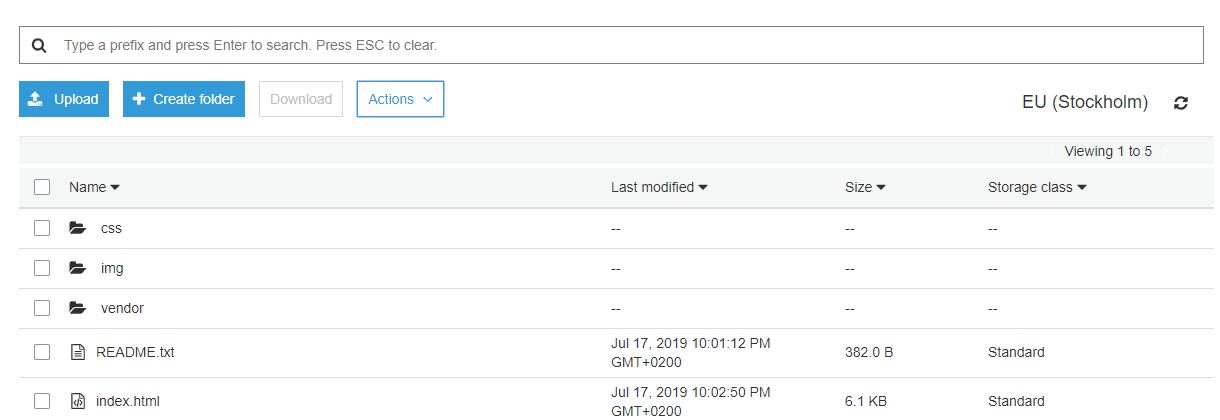 Type a prefix and press Enter to search. Press ESC to clear.
Upload Create folder Download Actions EU (Stockholm)
Viewing 1 to 5
Name Last modified Size Storage class
css -- -- --
img -- -- --
vendor -- -- --
README.txt Jul 17, 2019 10:01:12 PM 382.0 B Standard
GMT+0200
index.html Jul 17, 2019 10:02:50 PM 6.1 KB Standard
GMT+0200